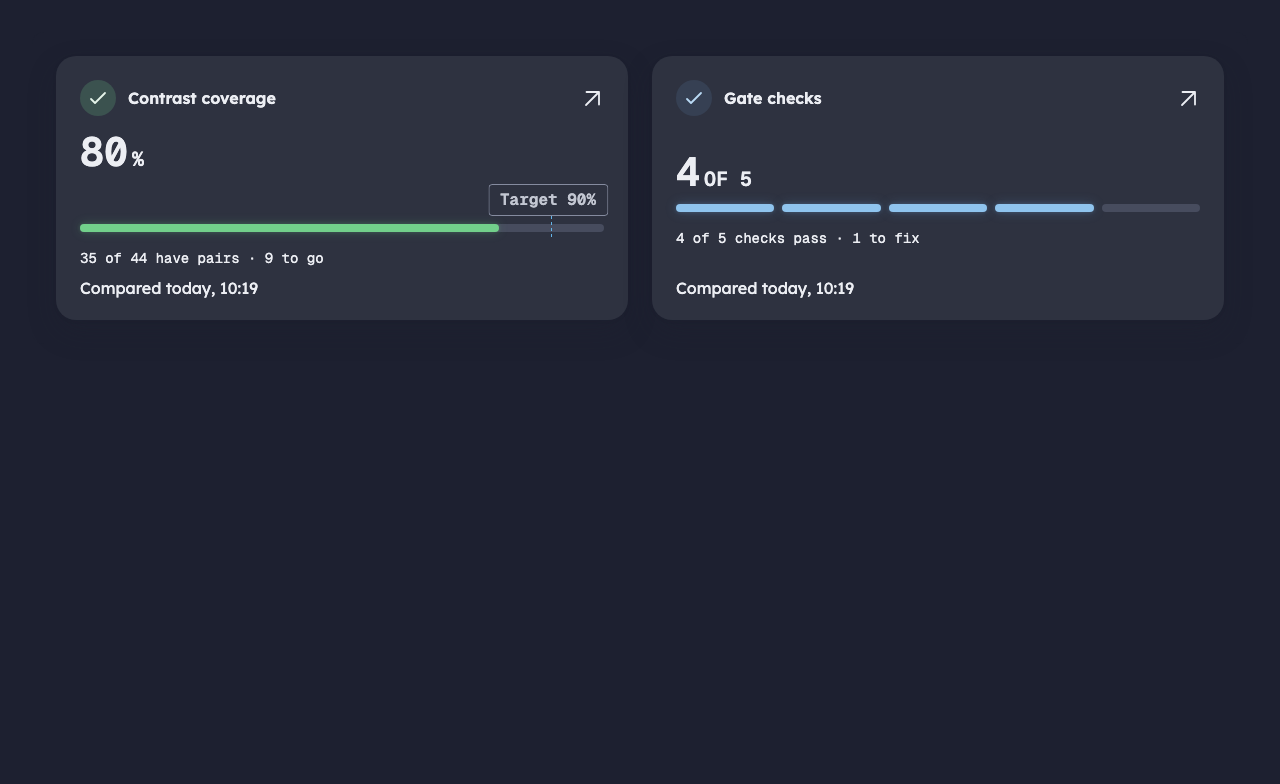 Contrast coverage
80%
Target 90%
35 of 44 have pairs · 9 to go
Compared today, 10:19
Gate checks
4 OF 5
4 of 5 checks pass · 1 to fix
Compared today, 10:19